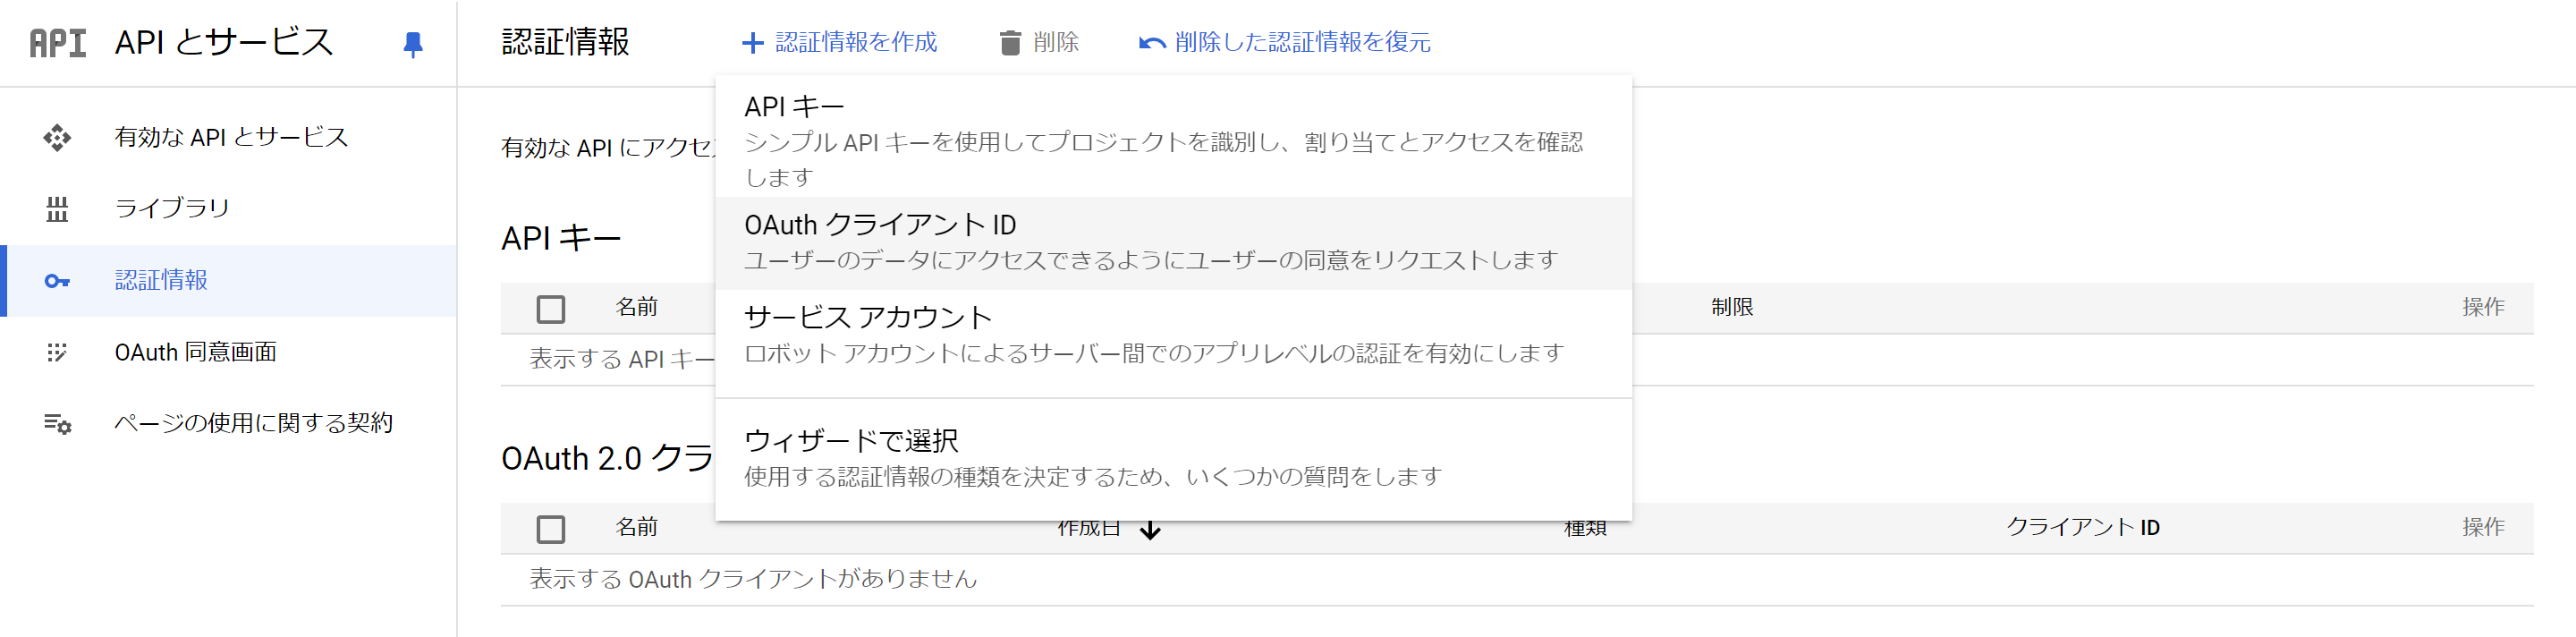 API API とサービス
認証情報
認証情報を作成
削除
削除した認証情報を復元
有効な API とサービス
ライブラリ
認証情報
OAuth 同意画面
ページの使用に関する契約
有効な API にアクセ
API キー
シンプル API キーを使用してプロジェクトを識別し、割り当てとアクセスを確認
します
OAuth クライアント ID
ユーザーのデータにアクセスできるようにユーザーの同意をリクエストします
サービス アカウント
ロボット アカウントによるサーバー間でのアプリレベルの認証を有効にします
ウィザードで選択
使用する認証情報の種類を決定するため、いくつかの質問をします
API キー
名前
制限
操作
表示する API キー
OAuth 2.0 クラ
名前
作成日
種類
クライアント ID
操作
表示する OAuth クライアントがありません